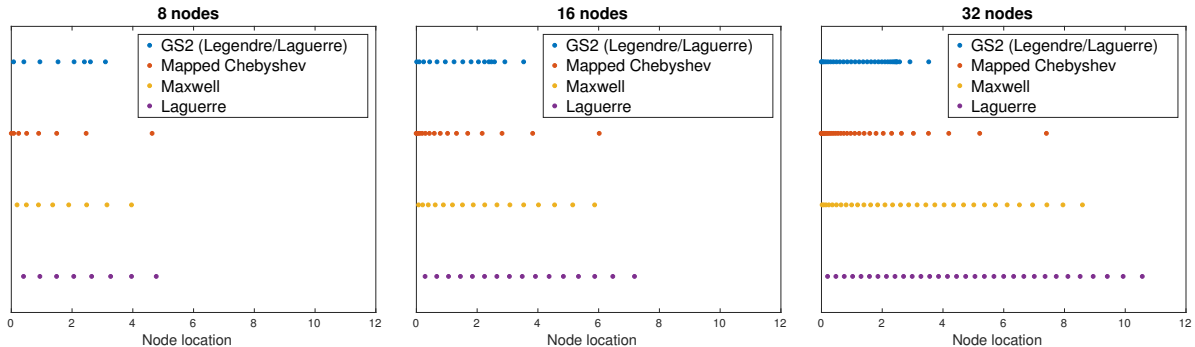 8 nodes
GS2 (Legendre/Laguerre)
Mapped Chebyshev
Maxwell
Laguerre
0 2 4 6 8 10 12
Node location
16 nodes
GS2 (Legendre/Laguerre)
Mapped Chebyshev
Maxwell
Laguerre
0 2 4 6 8 10 12
Node location
32 nodes
GS2 (Legendre/Laguerre)
Mapped Chebyshev
Maxwell
Laguerre
0 2 4 6 8 10 12
Node location